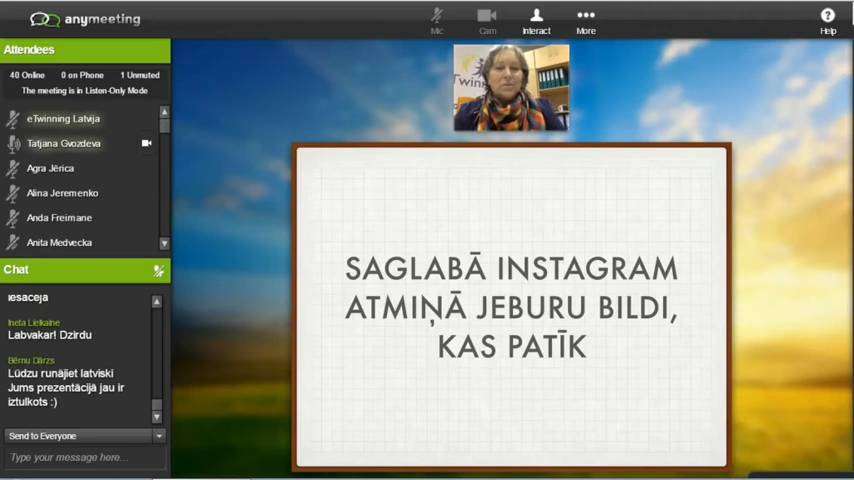 anymeeting
Mic
Cam
Interact
More
Help
Attendees
40 Online 0 on Phone 1 Unmuted
The meeting is in Listen-Only Mode
eTwinning Latvija
Tatjana Gvozdeva
Agra Jērica
Alina Jeremenko
Anda Freimane
Anita Medvecka
Chat
iesaceja
Ineta Lielkalne
Labvakar! Dzirdu
Bērnu Dārzs
Lūdzu runājiet latviski
Jums prezentācijā jau ir
iztulkots :)
Send to Everyone
Type your message here...
SAGLABĀ INSTAGRAM
ATMIŅĀ JEBURU BILDI,
KAS PATĪK